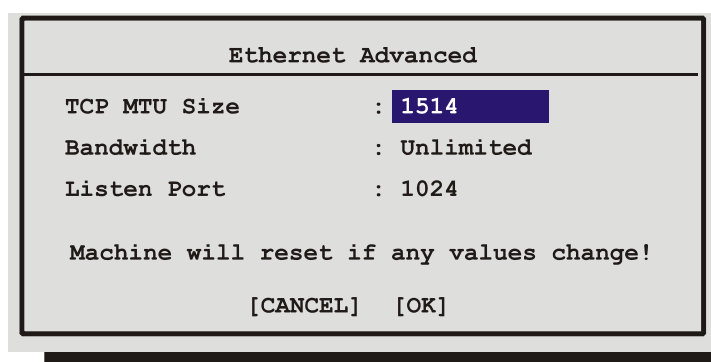 Ethernet Advanced
TCP MTU Size : 1514
Bandwidth : Unlimited
Listen Port : 1024
Machine will reset if any values change!
[CANCEL] [OK]